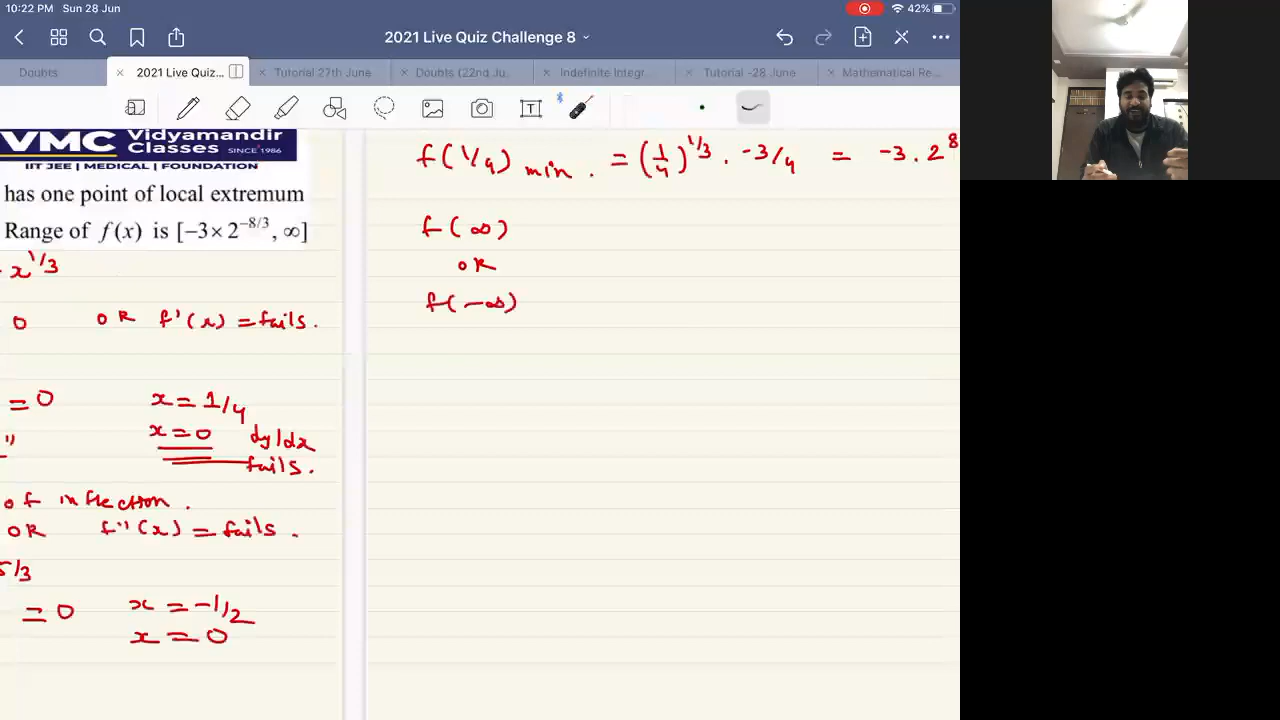 10:22 PM Sun 28 Jun
42%
2021 Live Quiz Challenge 8
Doubts
2021 Live Quiz...
Tutorial 27th June
Doubts (22nd Ju...
Indefinite Integr...
Tutorial -28 June
Mathematical Re...
VMC Vidyamandir Classes SINCE 1986
IIT JEE | MEDICAL | FOUNDATION
has one point of local extremum
Range of f(x) is [−3×2^{−8/3}, ∞]
x^{1/3}
0 OR f'(x) = fails.
= 0 x = 1/4
x = 0 dy/dx
fails.
of inflection.
OR f''(x) = fails.
5/3
= 0 x = -1/2
x = 0
f(1/4) min. = (1/4)^{1/3} . -3/4 = -3.2^8
f(∞)
OR
f(-∞)